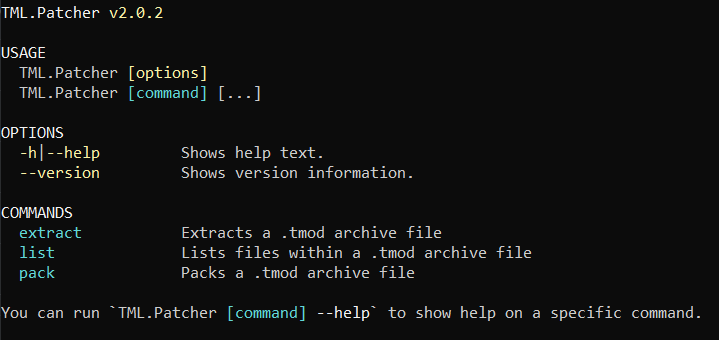 TML.Patcher v2.0.2
USAGE
TML.Patcher [options]
TML.Patcher [command] [...]
OPTIONS
-h|--help Shows help text.
--version Shows version information.
COMMANDS
extract Extracts a .tmod archive file
list Lists files within a .tmod archive file
pack Packs a .tmod archive file
You can run `TML.Patcher [command] --help` to show help on a specific command.